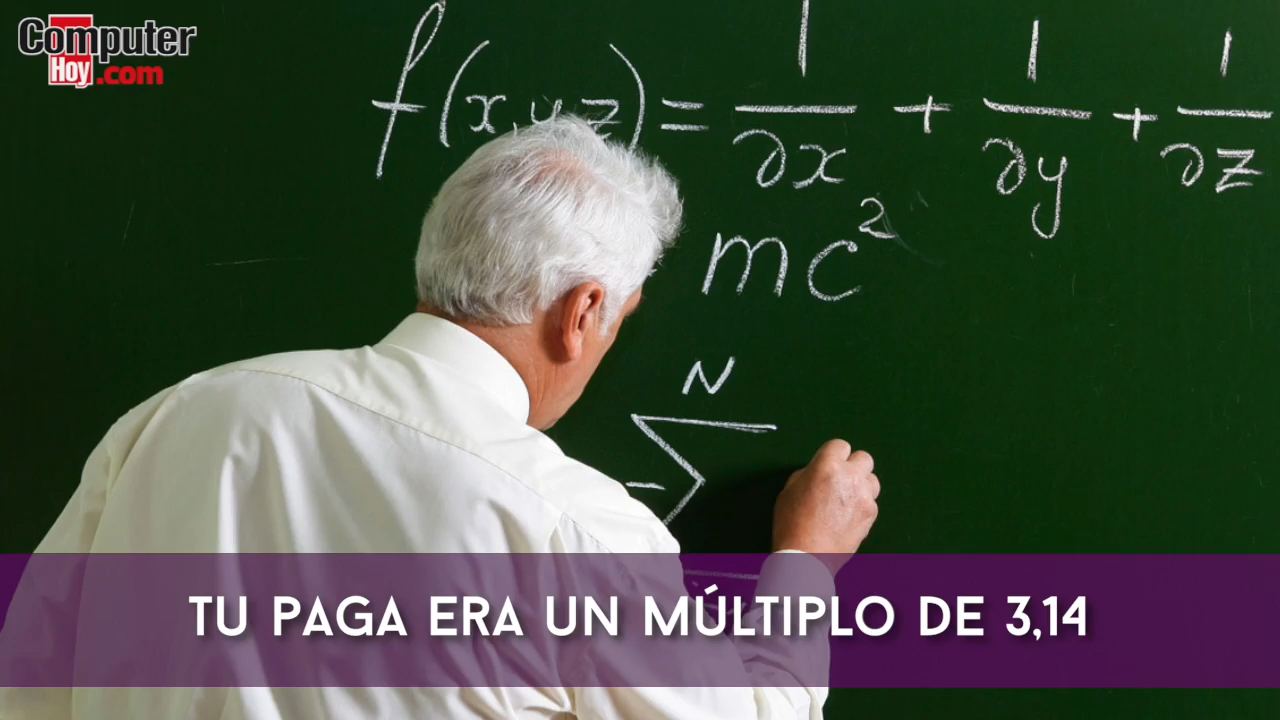 Computer
Hoy.com
f(x,y,z) = 1/∂x + 1/∂y + 1/∂z
mc²
N
Σ
TU PAGA ERA UN MÚLTIPLO DE 3,14